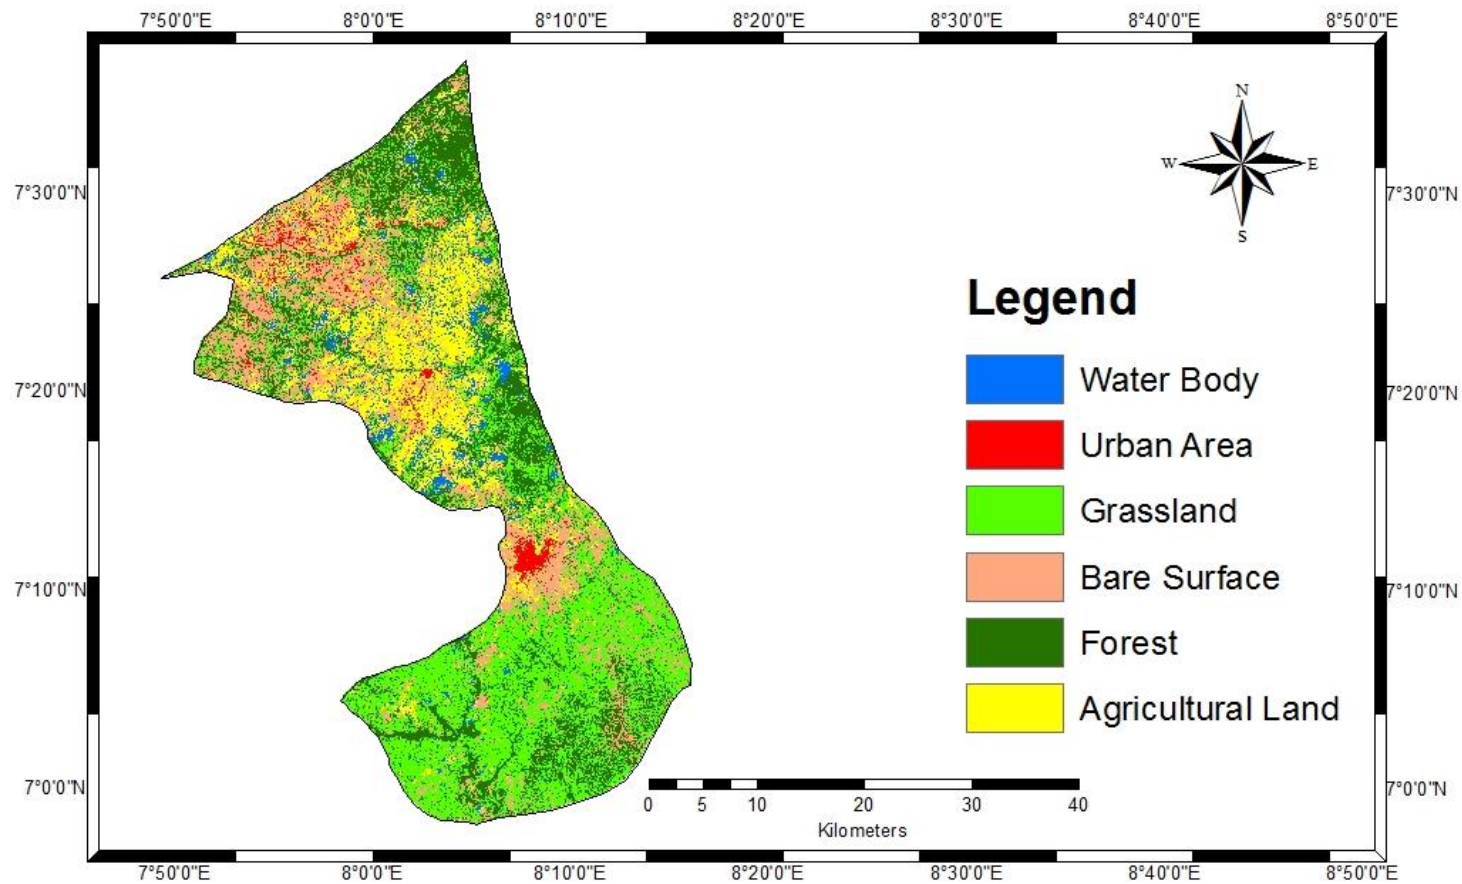 7°50'0"E 8°0'0"E 8°10'0"E 8°20'0"E 8°30'0"E 8°40'0"E 8°50'0"E
N
W E
S
7°30'0"N 7°30'0"N
Legend
Water Body
7°20'0"N 7°20'0"N
Urban Area
Grassland
Bare Surface
7°10'0"N 7°10'0"N
Forest
Agricultural Land
7°0'0"N 7°0'0"N
0 5 10 20 30 40
Kilometers
7°50'0"E 8°0'0"E 8°10'0"E 8°20'0"E 8°30'0"E 8°40'0"E 8°50'0"E